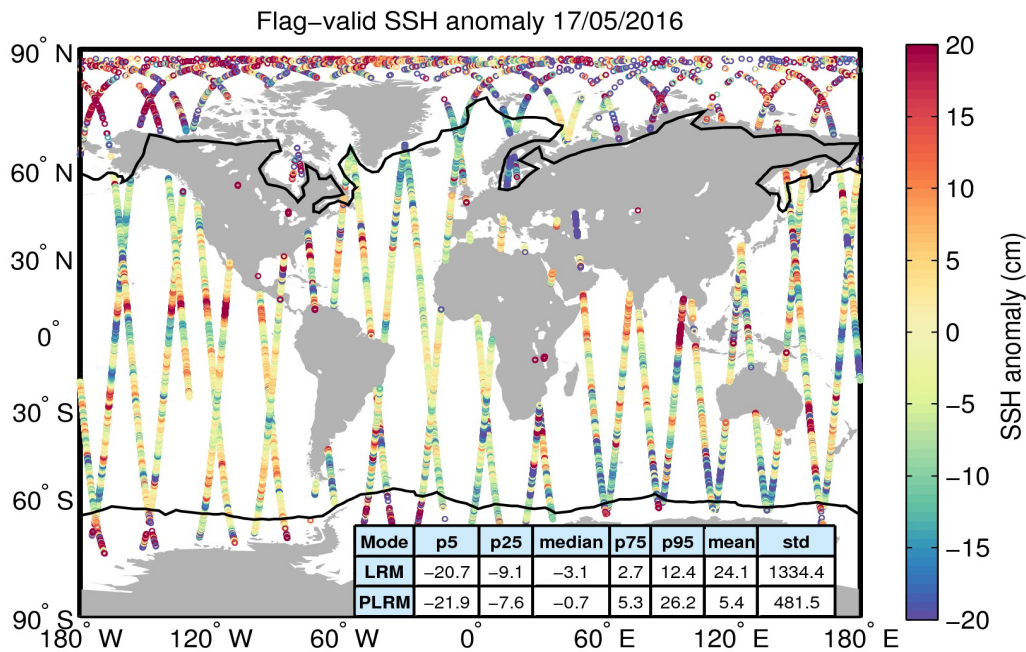 Flag−valid SSH anomaly 17/05/2016
90° N
60° N
30° N
0°
30° S
60° S
90° S
180° W 120° W 60° W 0° 60° E 120° E 180° E
Mode p5 p25 median p75 p95 mean std
LRM −20.7 −9.1 −3.1 2.7 12.4 24.1 1334.4
PLRM −21.9 −7.6 −0.7 5.3 26.2 5.4 481.5
20
15
10
5
0
−5
−10
−15
−20
SSH anomaly (cm)